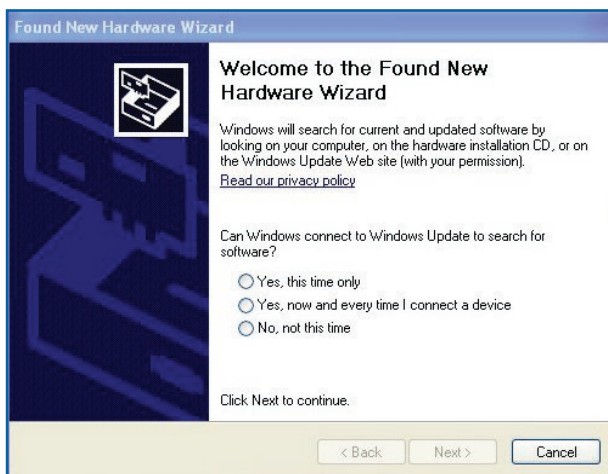 Found New Hardware Wizard
Welcome to the Found New
Hardware Wizard
Windows will search for current and updated software by
looking on your computer, on the hardware installation CD, or on
the Windows Update Web site (with your permission).
Read our privacy policy
Can Windows connect to Windows Update to search for
software?
Yes, this time only
Yes, now and every time I connect a device
No, not this time
Click Next to continue.
< Back
Next >
Cancel